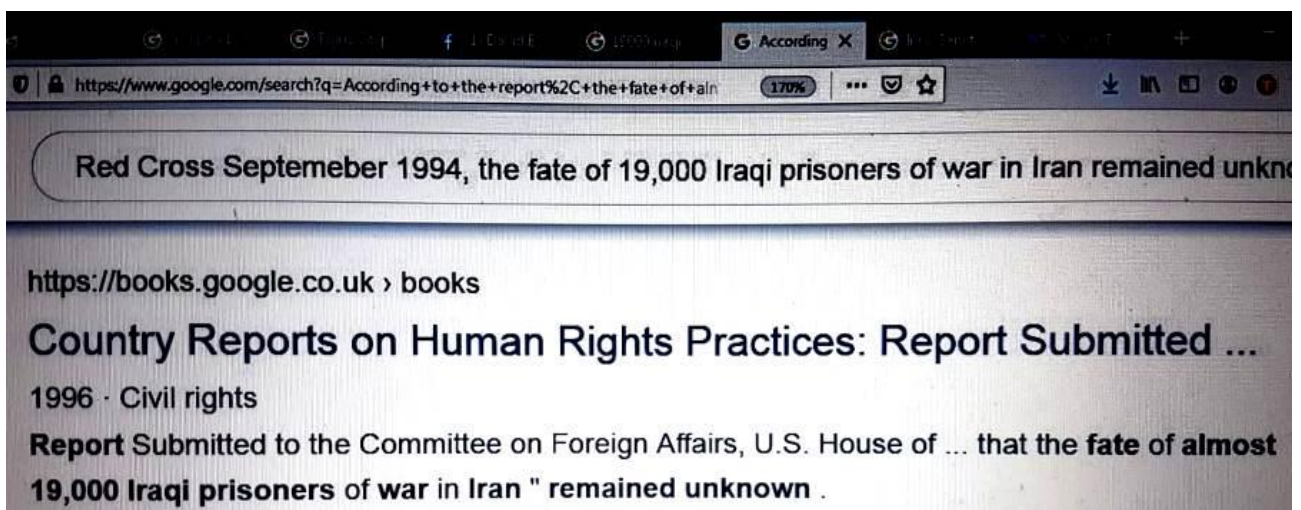 According
https://www.google.com/search?q=According+to+the+report%2C+the+fate+of+aln
170%
Red Cross Septemeber 1994, the fate of 19,000 Iraqi prisoners of war in Iran remained unkno
https://books.google.co.uk › books
Country Reports on Human Rights Practices: Report Submitted ...
1996 · Civil rights
Report Submitted to the Committee on Foreign Affairs, U.S. House of ... that the fate of almost
19,000 Iraqi prisoners of war in Iran " remained unknown .